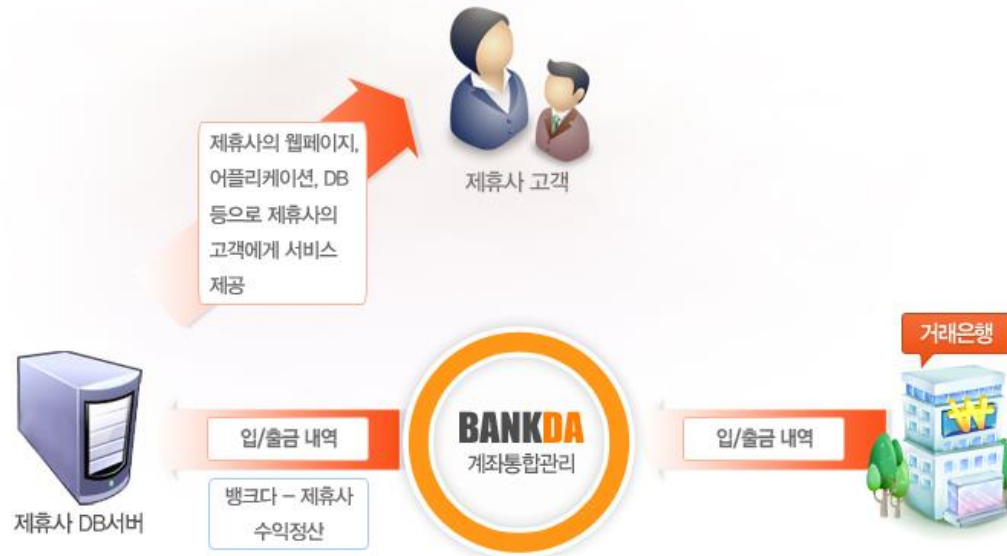 제휴사의 웹페이지,
어플리케이션, DB
등으로 제휴사의
고객에게 서비스
제공
제휴사 고객
거래은행
₩
입/출금 내역
BANKDA
계좌통합관리
입/출금 내역
뱅크다 – 제휴사
수익정산
제휴사 DB서버